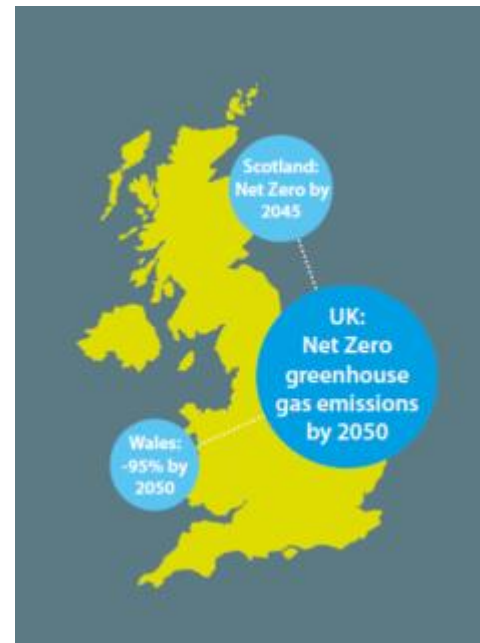 Scotland:
Net Zero by
2045
UK:
Net Zero
greenhouse
gas emissions
by 2050
Wales:
-95% by
2050